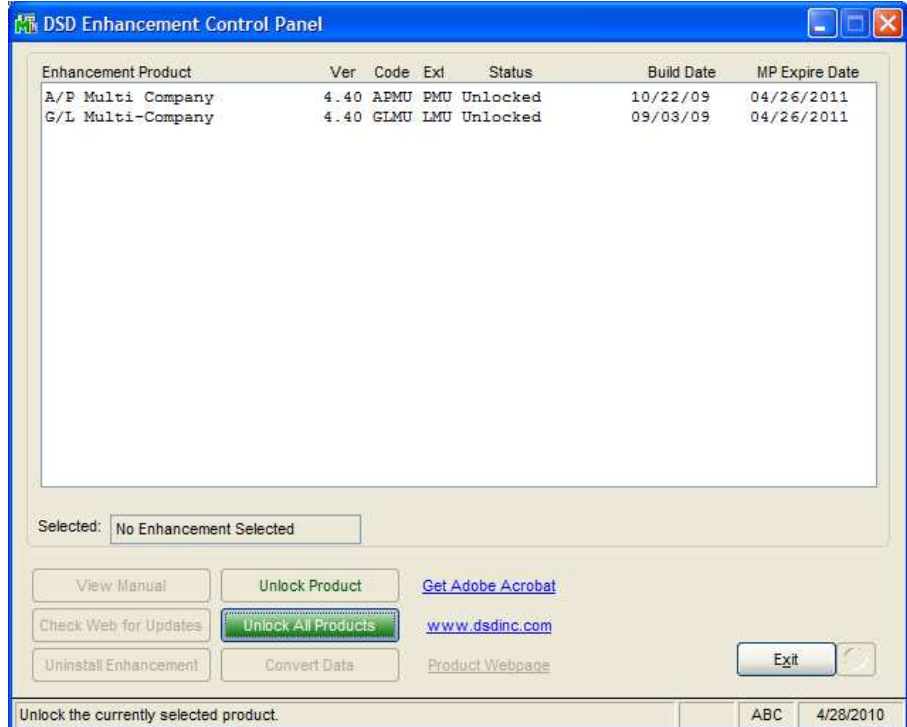 DSD Enhancement Control Panel
Enhancement Product Ver Code Ext Status Build Date MP Expire Date
A/P Multi Company 4.40 APMU PMU Unlocked 10/22/09 04/26/2011
G/L Multi-Company 4.40 GLMU LMU Unlocked 09/03/09 04/26/2011
Selected: No Enhancement Selected
View Manual Unlock Product Get Adobe Acrobat
Check Web for Updates Unlock All Products www.dsdinc.com
Uninstall Enhancement Convert Data Product Webpage Exit
Unlock the currently selected product. ABC 4/28/2010